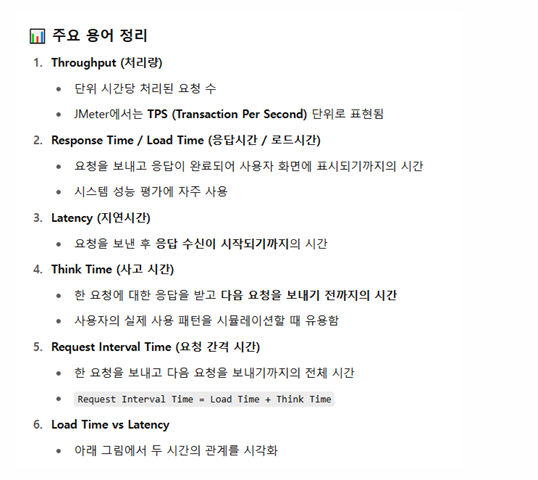 📊 주요 용어 정리
1. Throughput (처리량)
• 단위 시간당 처리된 요청 수
• JMeter에서는 TPS (Transaction Per Second) 단위로 표현됨
2. Response Time / Load Time (응답시간 / 로드시간)
• 요청을 보내고 응답이 완료되어 사용자 화면에 표시되기까지의 시간
• 시스템 성능 평가에 자주 사용
3. Latency (지연시간)
• 요청을 보낸 후 응답 수신이 시작되기까지의 시간
4. Think Time (사고 시간)
• 한 요청에 대한 응답을 받고 다음 요청을 보내기 전까지의 시간
• 사용자의 실제 사용 패턴을 시뮬레이션할 때 유용함
5. Request Interval Time (요청 간격 시간)
• 한 요청을 보내고 다음 요청을 보내기까지의 전체 시간
• Request Interval Time = Load Time + Think Time
6. Load Time vs Latency
• 아래 그림에서 두 시간의 관계를 시각화